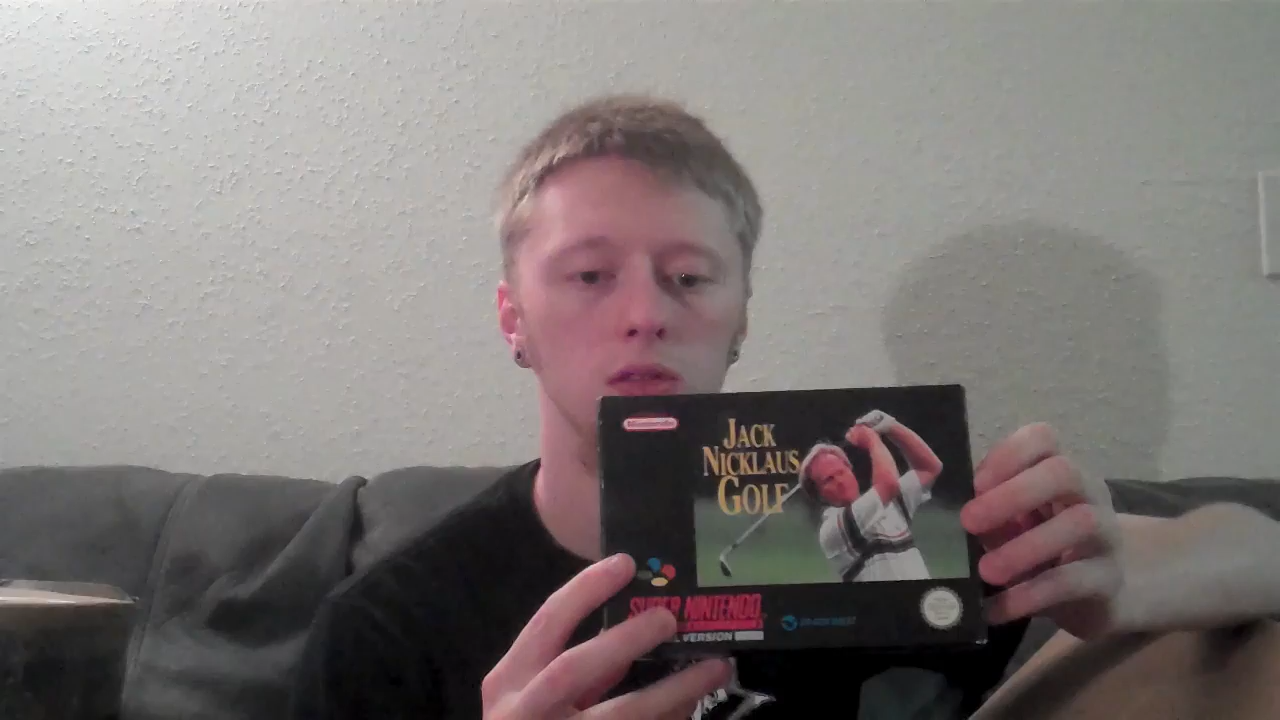 Nintendo
JACK
NICKLAUS
GOLF
SUPER NINTENDO
VERSION